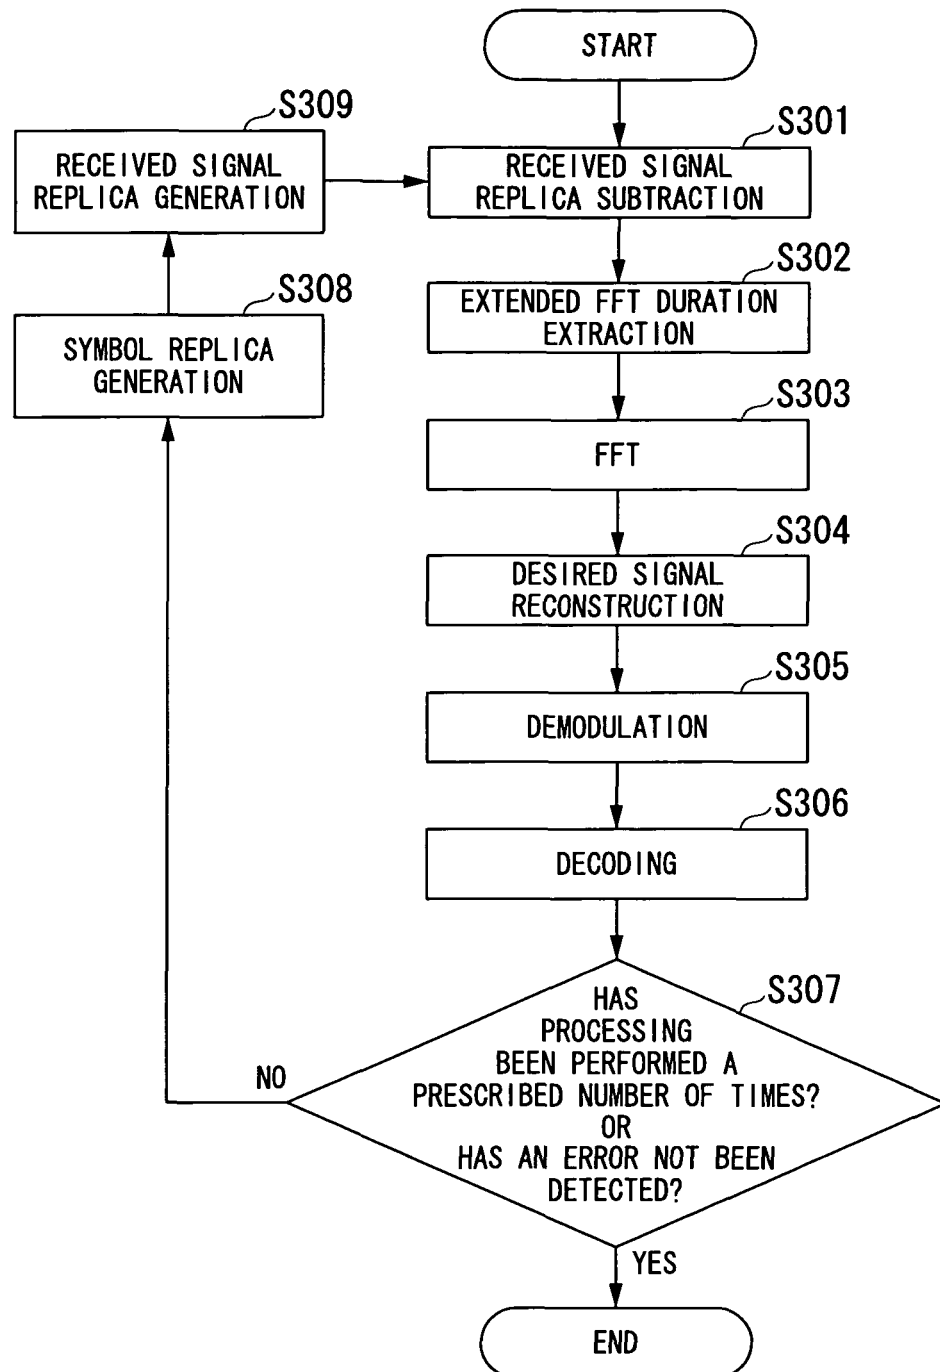 START
S309
RECEIVED SIGNAL
REPLICA GENERATION
S301
RECEIVED SIGNAL
REPLICA SUBTRACTION
S302
EXTENDED FFT DURATION
EXTRACTION
S308
SYMBOL REPLICA
GENERATION
S303
FFT
S304
DESIRED SIGNAL
RECONSTRUCTION
S305
DEMODULATION
S306
DECODING
S307
HAS
PROCESSING
BEEN PERFORMED A
PRESCRIBED NUMBER OF TIMES?
OR
HAS AN ERROR NOT BEEN
DETECTED?
NO
YES
END